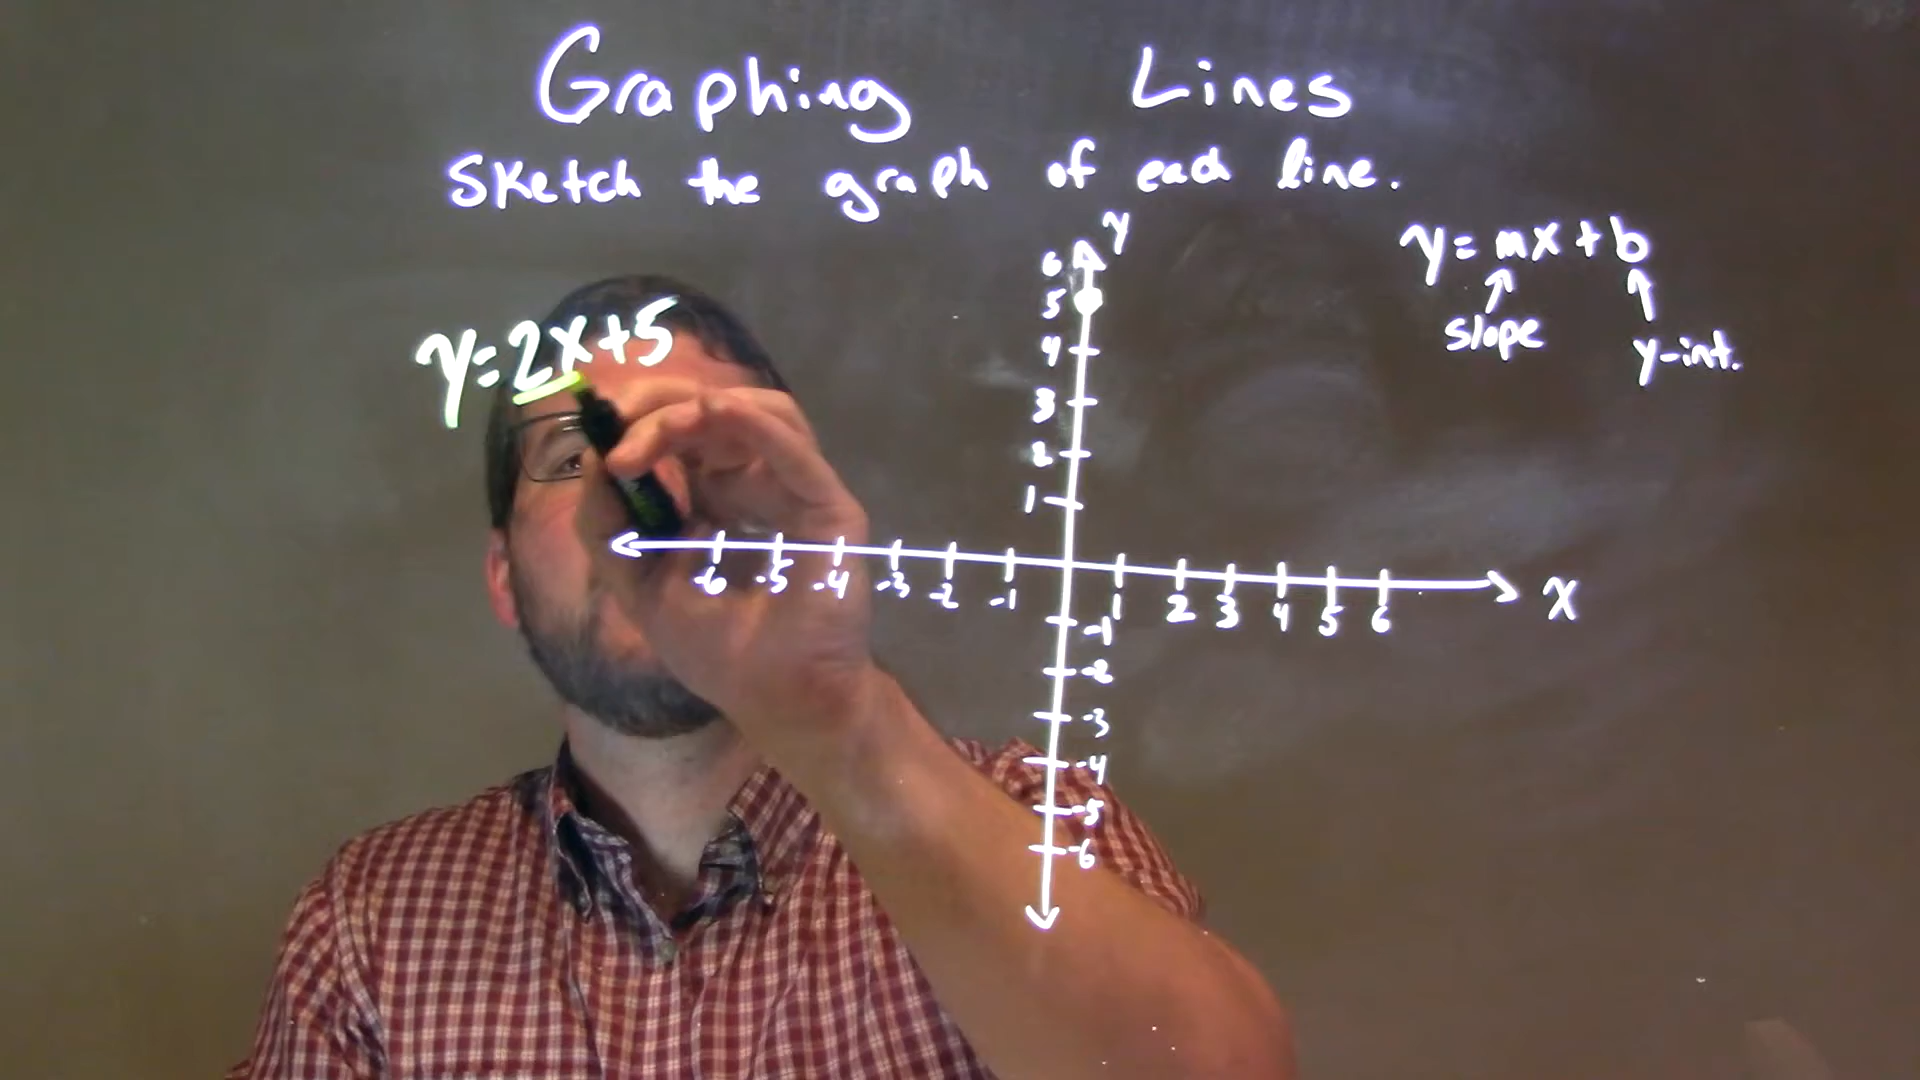 Graphing Lines
Sketch the graph of each line.
y = mx + b
slope
y-int.
y=2x+5
y
6
5
4
3
2
1
-6 -5 -4 -3 -2 -1 1 2 3 4 5 6 x
-1
-2
-3
-4
-5
-6